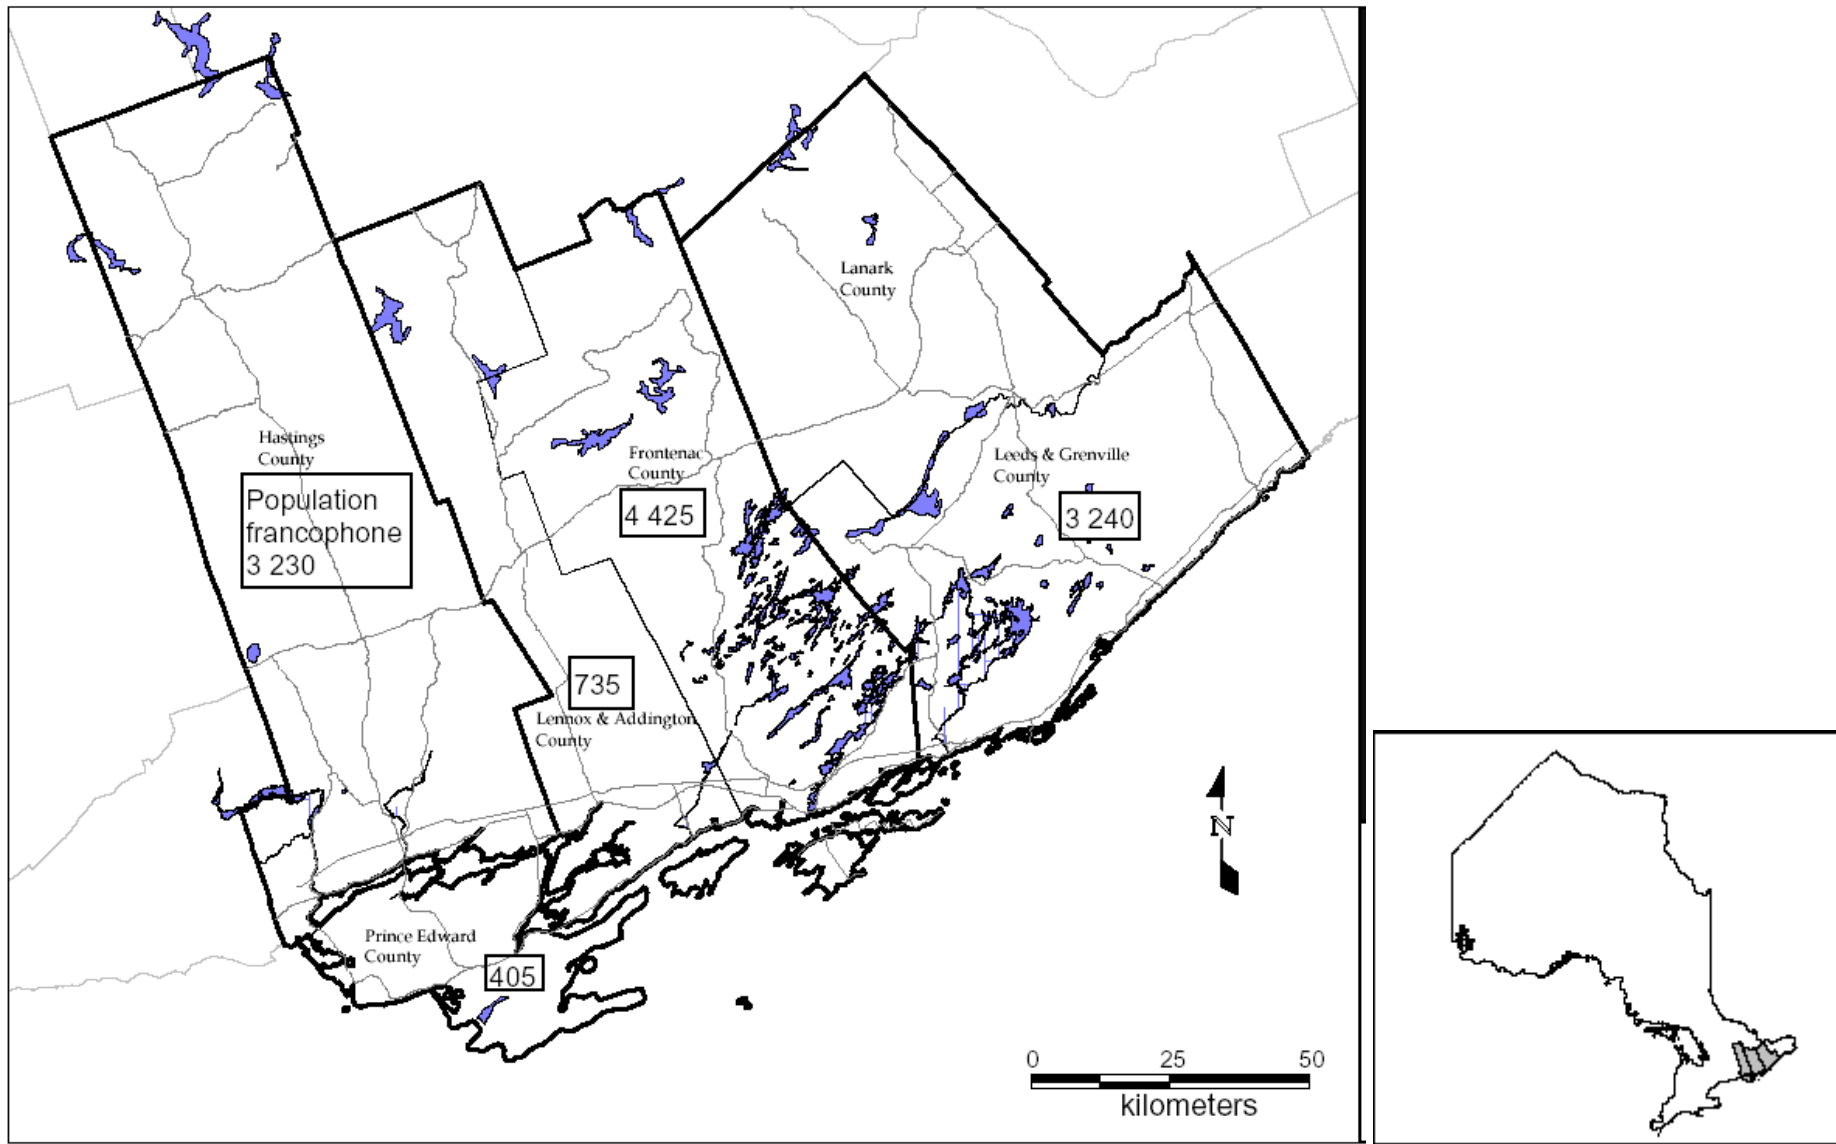 Lanark
County
Hastings
County
Population
francophone
3 230
Frontenac
County
4 425
Leeds & Grenville
County
3 240
735
Lennox & Addington
County
Prince Edward
County
405
N
0 25 50
kilometers